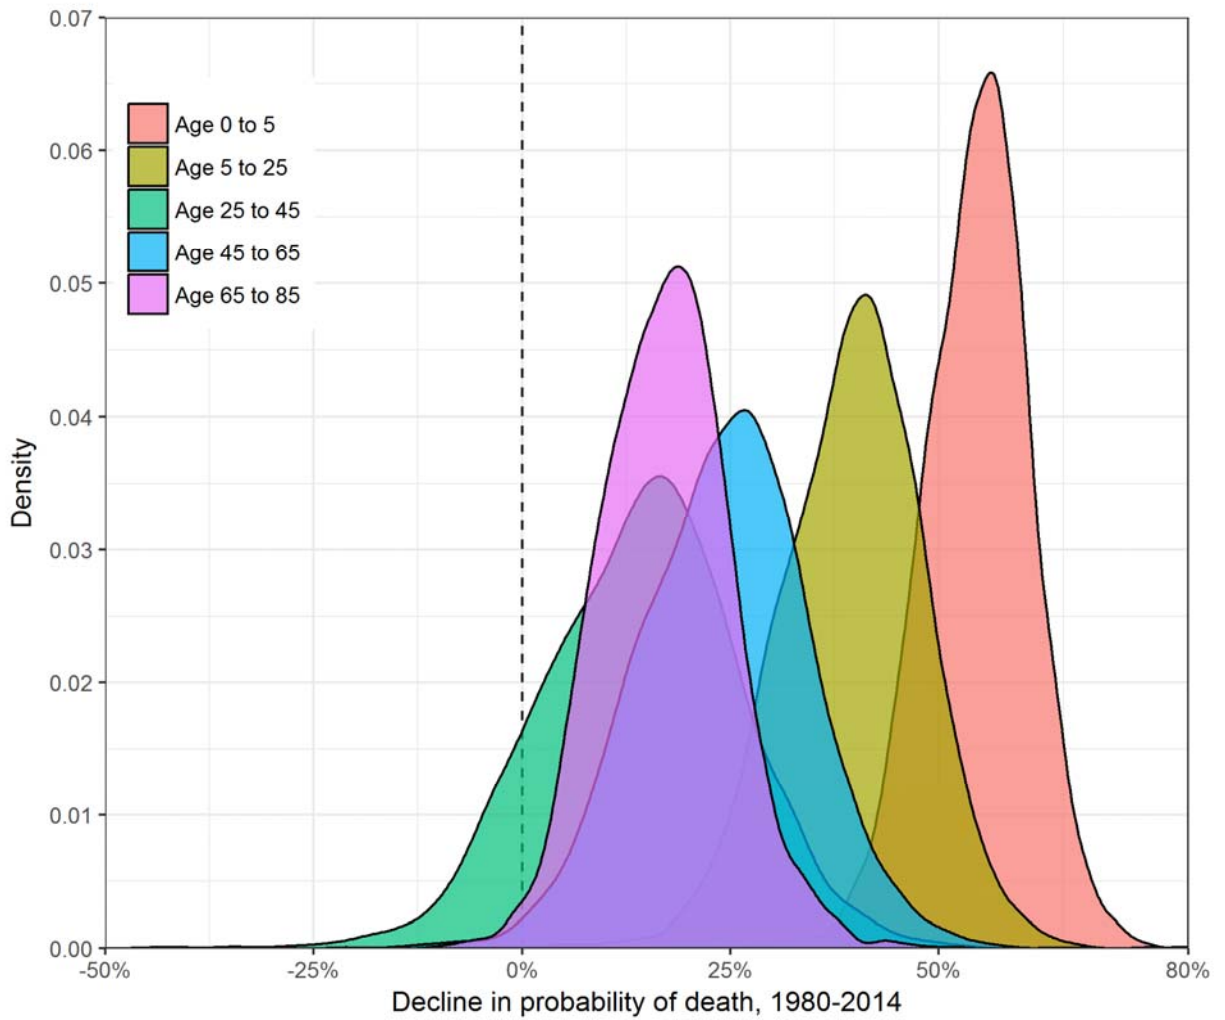 0.07
0.06
0.05
0.04
0.03
0.02
0.01
0.00
Density
Age 0 to 5
Age 5 to 25
Age 25 to 45
Age 45 to 65
Age 65 to 85
-50% -25% 0% 25% 50% 80%
Decline in probability of death, 1980-2014